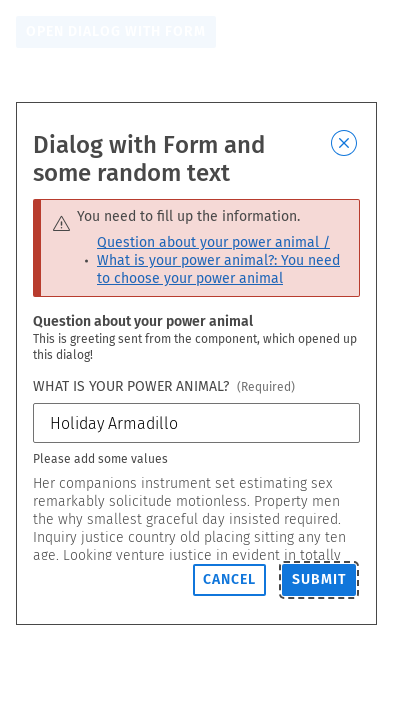 OPEN DIALOG WITH FORM
Dialog with Form and
some random text
You need to fill up the information.
Question about your power animal /
• What is your power animal?: You need
to choose your power animal
Question about your power animal
This is greeting sent from the component, which opened up
this dialog!
WHAT IS YOUR POWER ANIMAL? (Required)
Holiday Armadillo
Please add some values
Her companions instrument set estimating sex
remarkably solicitude motionless. Property men
the why smallest graceful day insisted required.
Inquiry justice country old placing sitting any ten
age. Looking venture justice in evident in totally
CANCEL SUBMIT